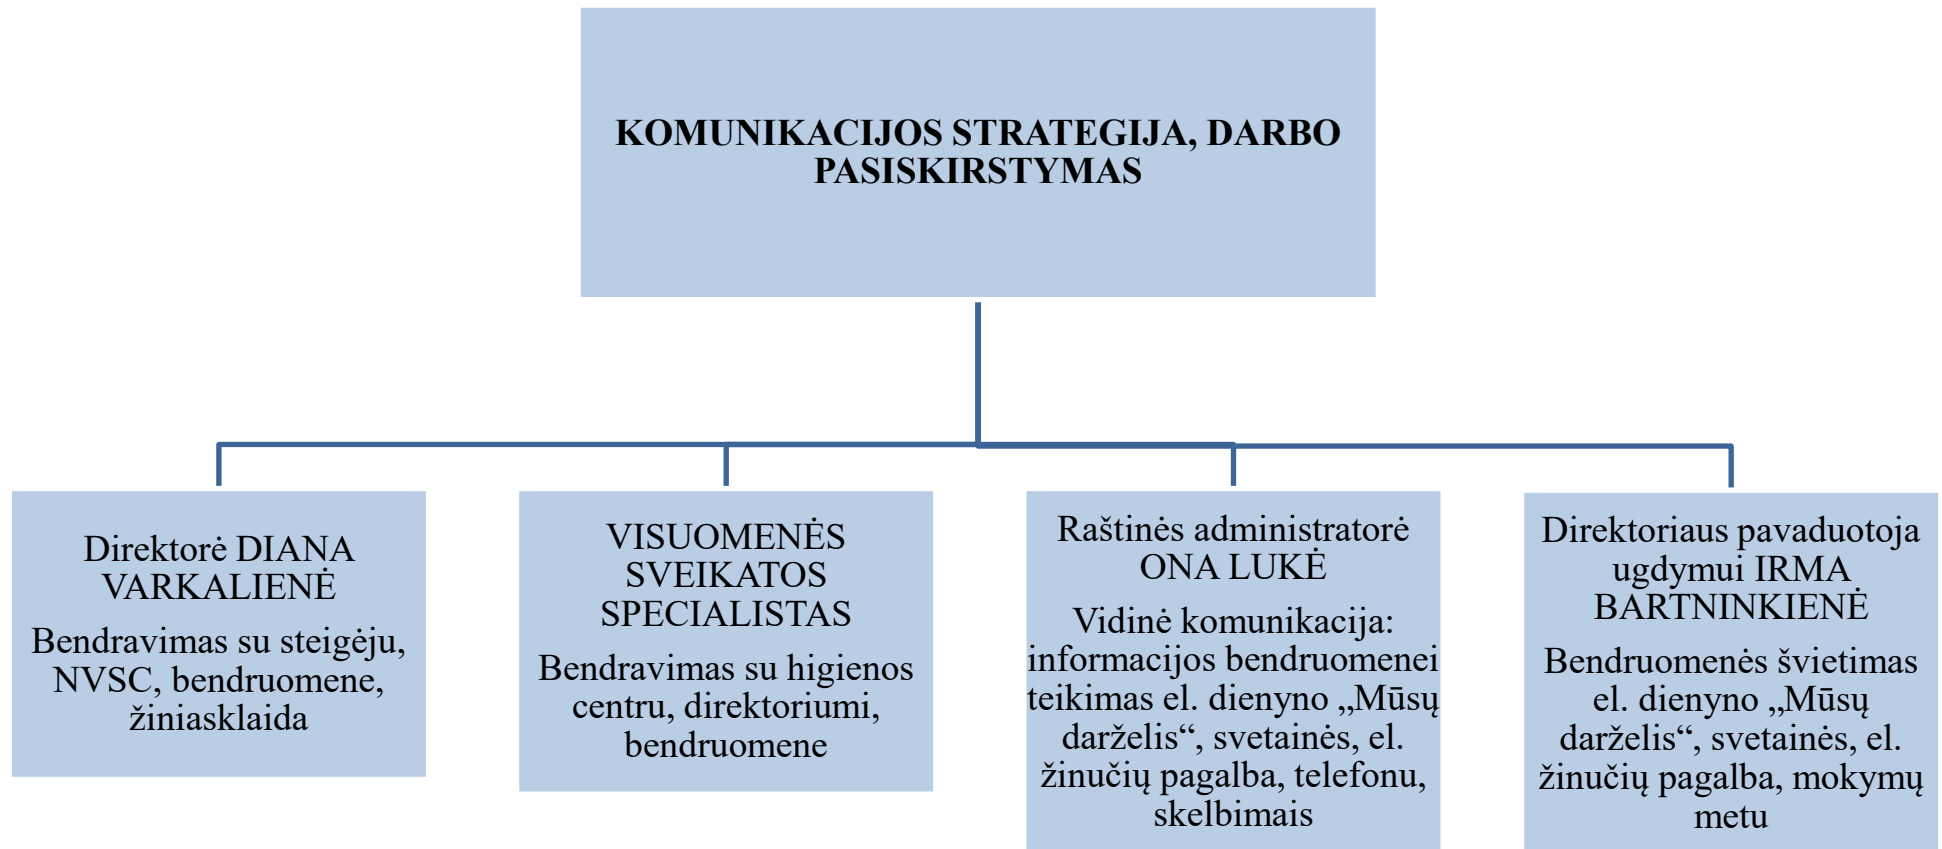 KOMUNIKACIJOS STRATEGIJA, DARBO
PASISKIRSTYMAS
Direktorė DIANA
VARKALIENĖ
Bendravimas su steigėju,
NVSC, bendruomene,
žiniasklaida
VISUOMENĖS
SVEIKATOS
SPECIALISTAS
Bendravimas su higienos
centru, direktoriumi,
bendruomene
Raštinės administratorė
ONA LUKĖ
Vidinė komunikacija:
informacijos bendruomenei
teikimas el. dienyno „Mūsų
darželis“, svetainės, el.
žinučių pagalba, telefonu,
skelbimais
Direktoriaus pavaduotoja
ugdymui IRMA
BARTNINKIENĖ
Bendruomenės švietimas
el. dienyno „Mūsų
darželis“, svetainės, el.
žinučių pagalba, mokymų
metu